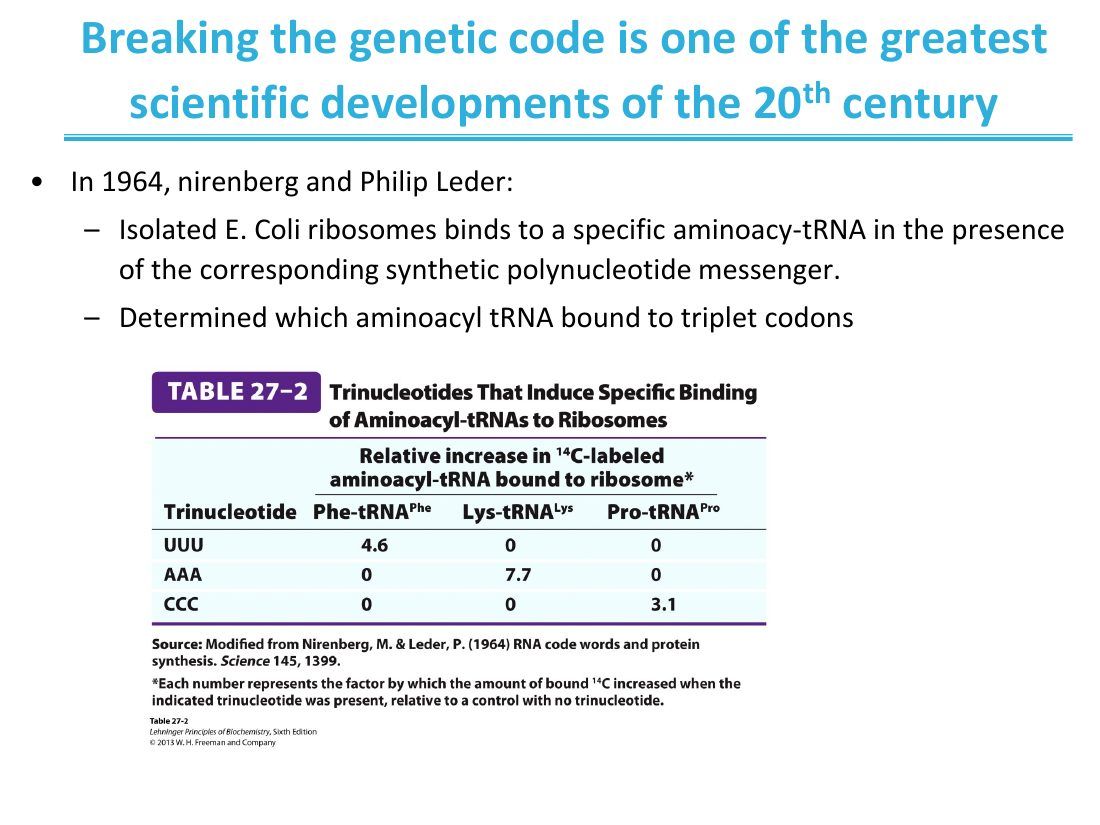 Breaking the genetic code is one of the greatest
scientific developments of the 20th century
• In 1964, nirenberg and Philip Leder:
– Isolated E. Coli ribosomes binds to a specific aminoacy-tRNA in the presence
of the corresponding synthetic polynucleotide messenger.
– Determined which aminoacyl tRNA bound to triplet codons
TABLE 27–2 Trinucleotides That Induce Specific Binding
of Aminoacyl-tRNAs to Ribosomes
Relative increase in ¹⁴C-labeled
aminoacyl-tRNA bound to ribosome*
Trinucleotide Phe-tRNAᴾʰᵉ Lys-tRNAᴸʸˢ Pro-tRNAᴾʳᵒ
UUU 4.6 0 0
AAA 0 7.7 0
CCC 0 0 3.1
Source: Modified from Nirenberg, M. & Leder, P. (1964) RNA code words and protein
synthesis. Science 145, 1399.
*Each number represents the factor by which the amount of bound ¹⁴C increased when the
indicated trinucleotide was present, relative to a control with no trinucleotide.
Table 27-2
Lehninger Principles of Biochemistry, Sixth Edition
© 2013 W. H. Freeman and Company